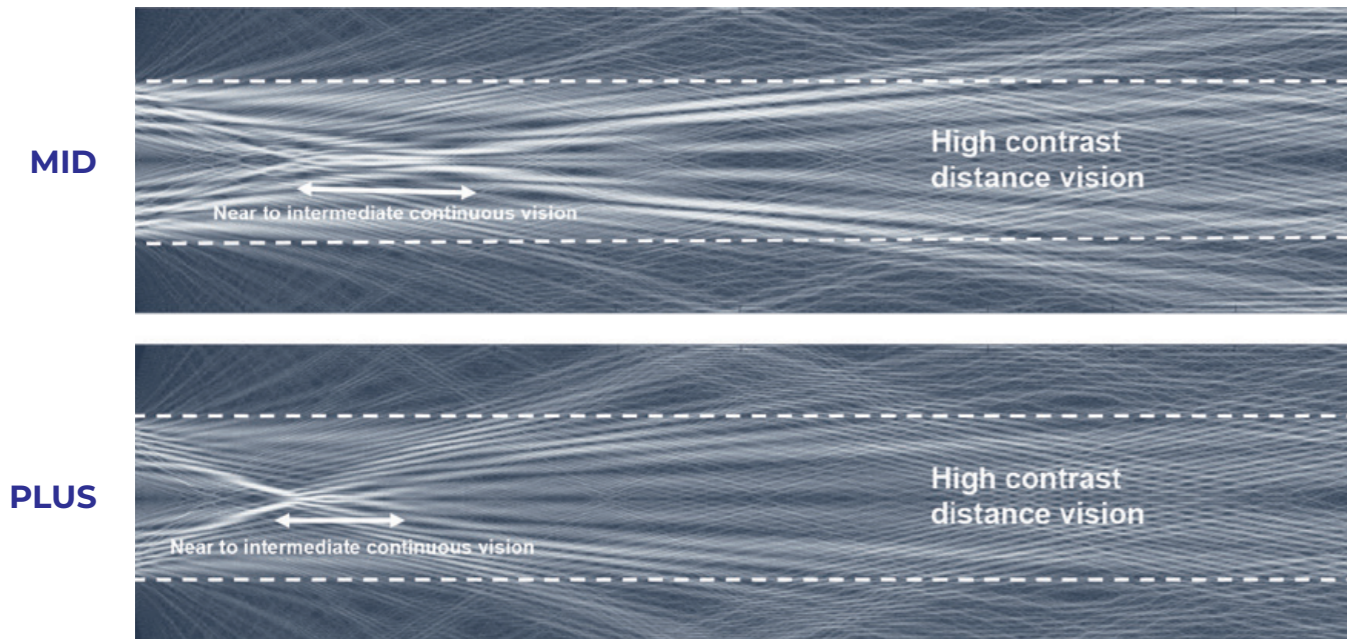 MID
High contrast
distance vision
Near to intermediate continuous vision
PLUS
High contrast
distance vision
Near to intermediate continuous vision